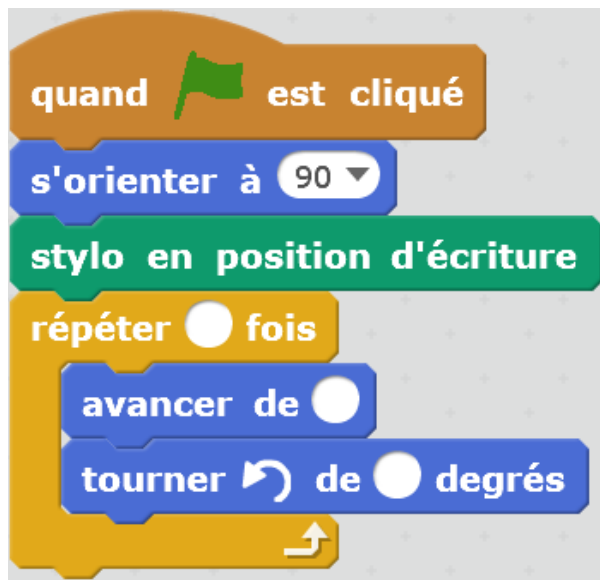 quand est cliqué
s'orienter à 90
stylo en position d'écriture
répéter fois
avancer de
tourner de degrés